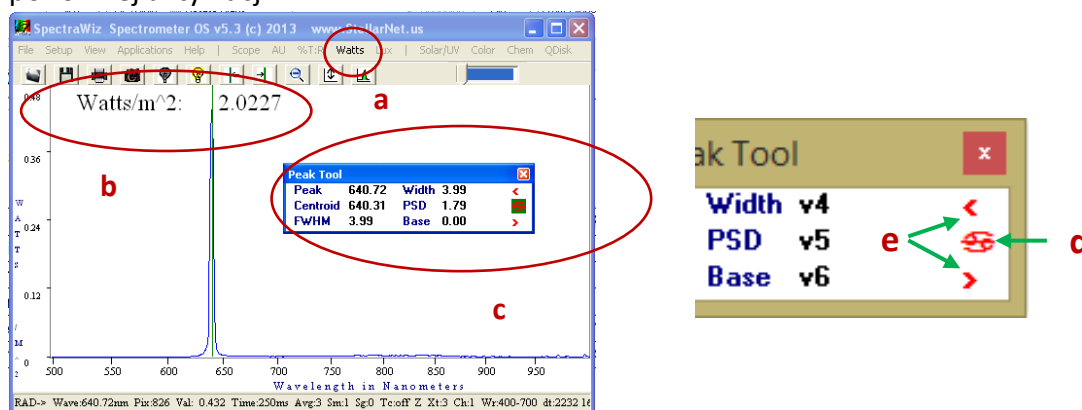 SpectraWiz Spectrometer OS v5.3 (c) 2013 www.StellarNet.us
File Setup View Applications Help | Scope AU %T:R Watts Lux | Solar/UV Color Chem QDisk
a
0.48
Watts/m^2: 2.0227
0.36
b
WATTS / M^2
0.24
0.12
0
Peak Tool
Peak 640.72 Width 3.99 <
Centroid 640.31 PSD 1.79
FWHM 3.99 Base 0.00 >
c
500 550 600 650 700 750 800 850 900 950
Wavelength in Nanometers
RAD-> Wave:640.72nm Pix:826 Val: 0.432 Time:250ms Avg:3 Sm:1 Sg:0 Tc:off Z Xt:3 Ch:1 Wr:400-700 dt:2232
ak Tool x
Width v4 <
PSD v5
Base v6 >
e